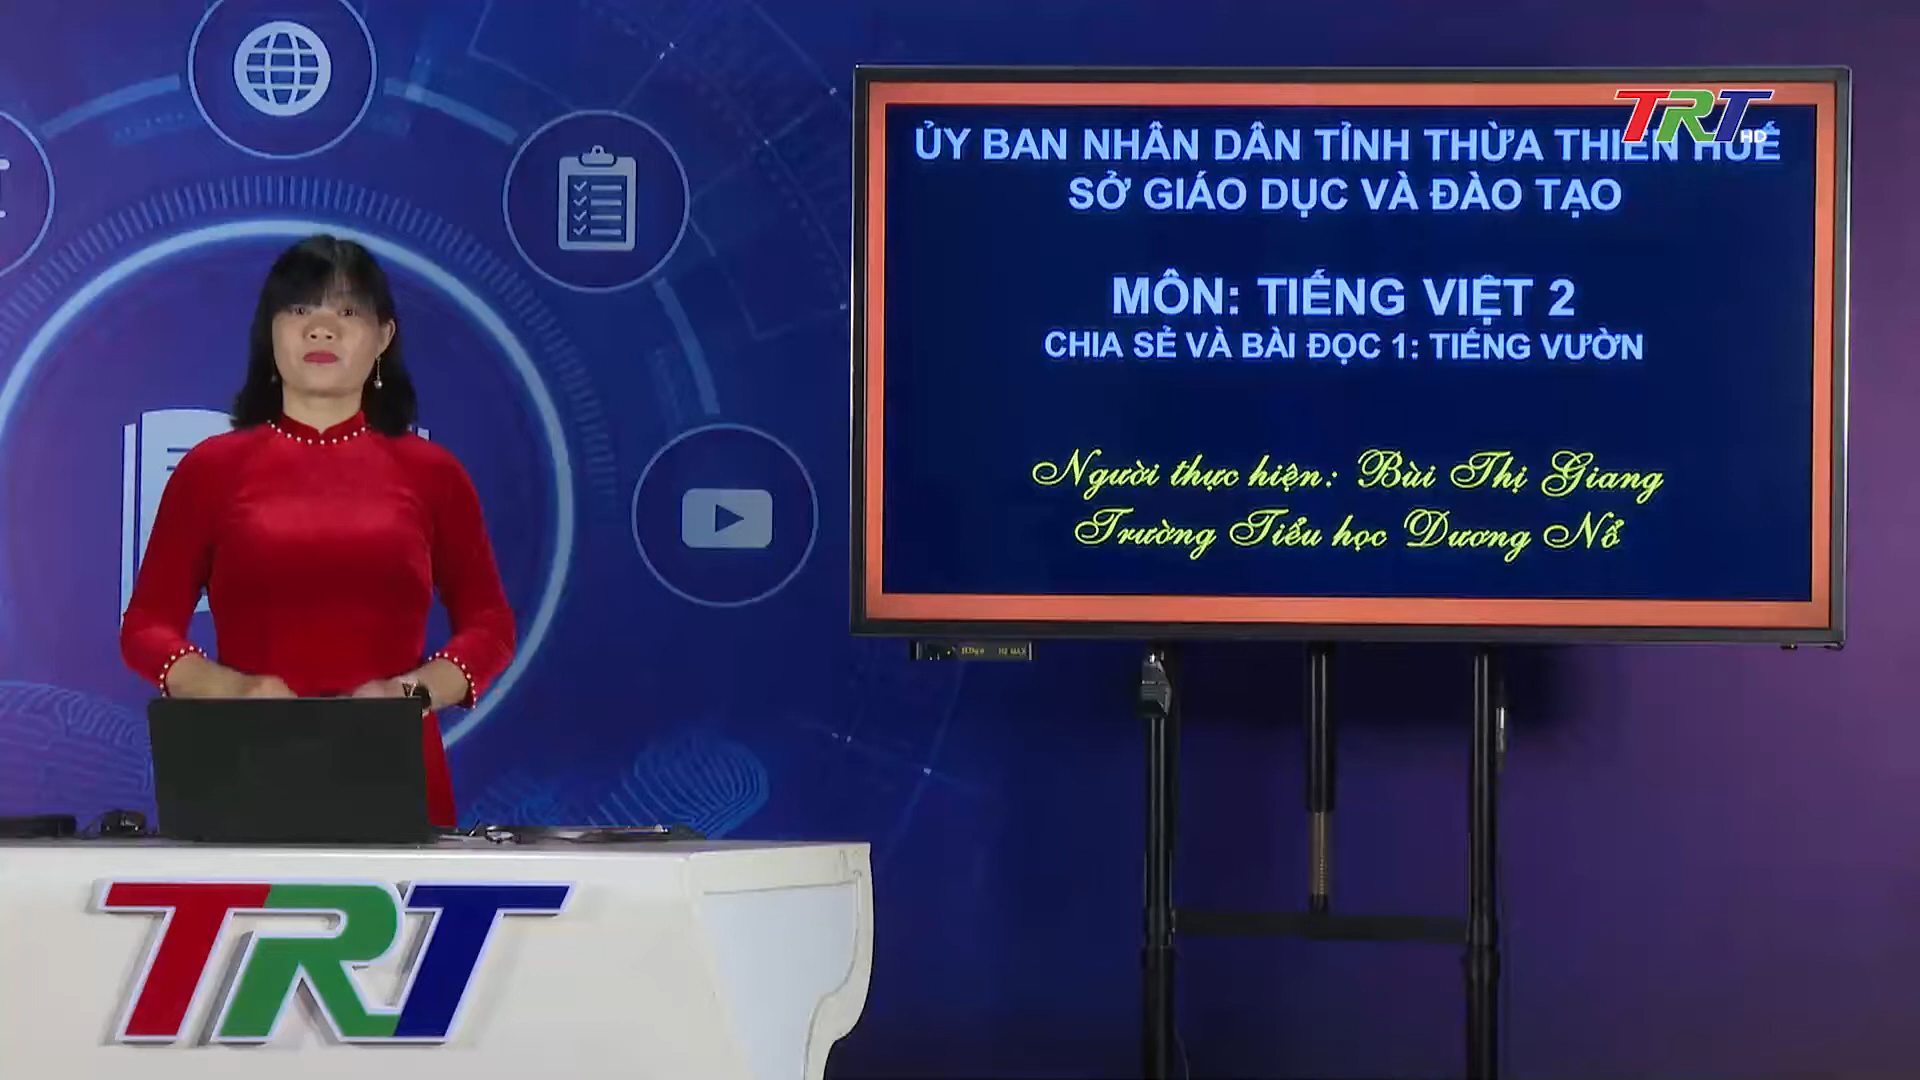 TRT
HD
ỦY BAN NHÂN DÂN TỈNH THỪA THIÊN HUẾ
SỞ GIÁO DỤC VÀ ĐÀO TẠO
MÔN: TIẾNG VIỆT 2
CHIA SẺ VÀ BÀI ĐỌC 1: TIẾNG VƯỜN
Người thực hiện: Bùi Thị Giang
Trường Tiểu học Dương Nổ
H2 MAX
TRT